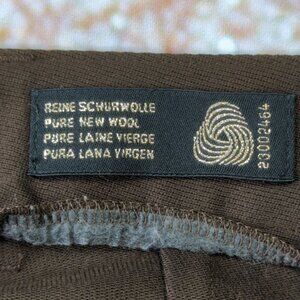 REINE SCHURWOLLE
PURE NEW WOOL
PURE LAINE VIERGE
PURA LANA VIRGEN
23002464